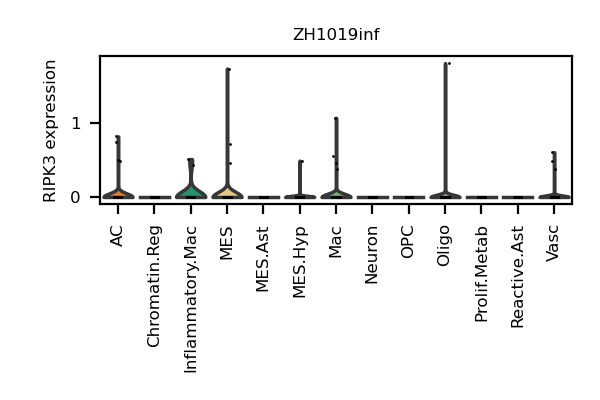 ZH1019inf
RIPK3 expression
1
0
AC
Chromatin.Reg
Inflammatory.Mac
MES
MES.Ast
MES.Hyp
Mac
Neuron
OPC
Oligo
Prolif.Metab
Reactive.Ast
Vasc